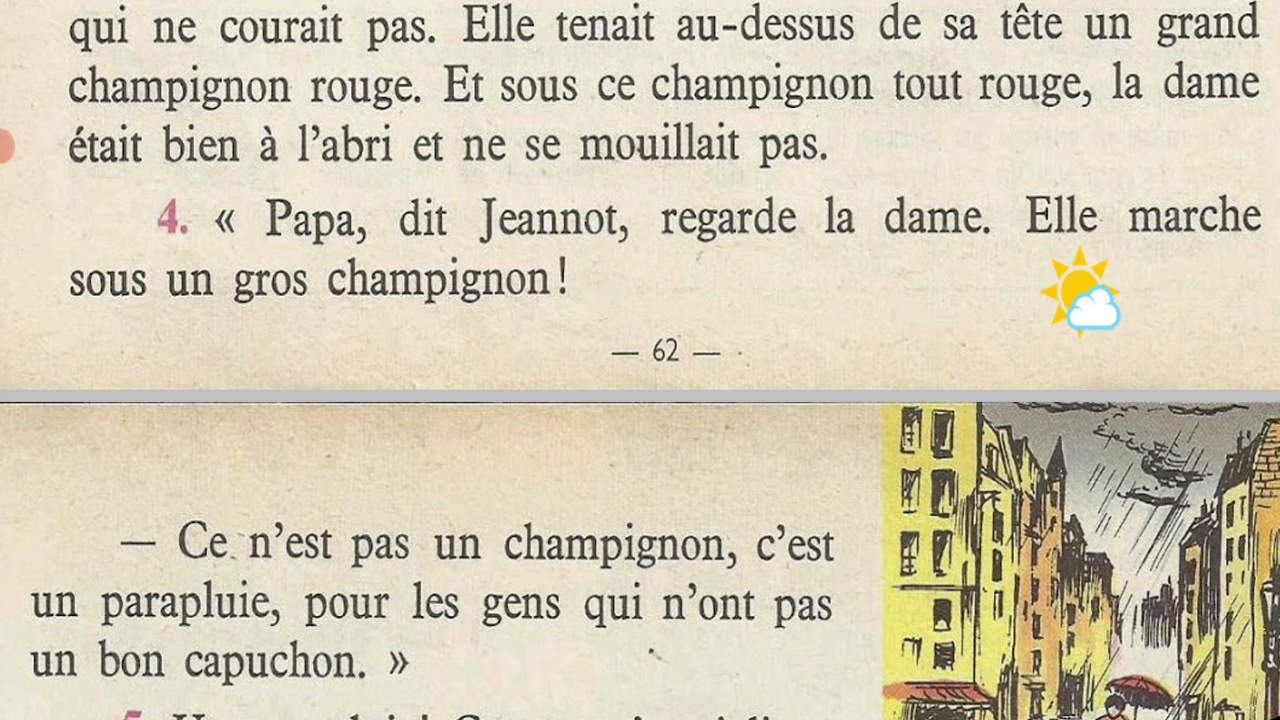 qui ne courait pas. Elle tenait au-dessus de sa tête un grand
champignon rouge. Et sous ce champignon tout rouge, la dame
était bien à l'abri et ne se mouillait pas.
4. « Papa, dit Jeannot, regarde la dame. Elle marche
sous un gros champignon !
— 62 —
— Ce n'est pas un champignon, c'est
un parapluie, pour les gens qui n'ont pas
un bon capuchon. »